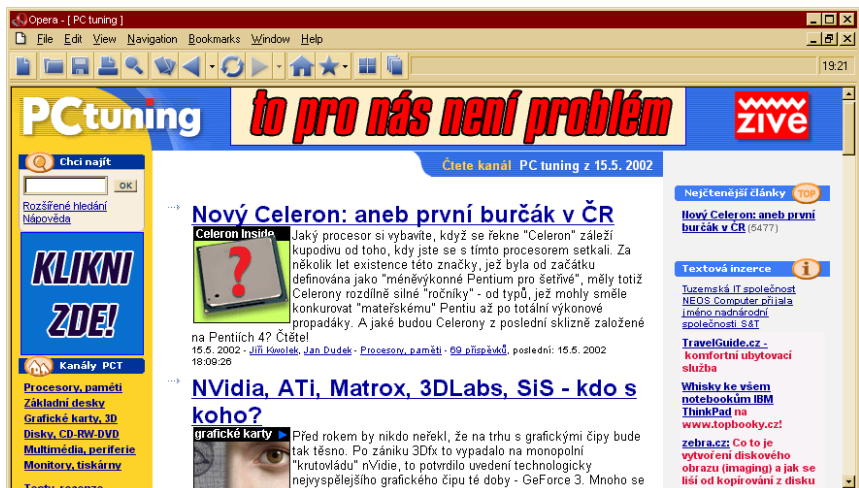 Opera - [ PC tuning ]
File Edit View Navigation Bookmarks Window Help
19:21
PCtuning
to pro nás není problém
živě
Čtete kanál PC tuning z 15.5. 2002
Chci najít
OK
Rozšířené hledání
Nápověda
KLIKNI
ZDE!
Kanály PCT
Procesory, paměti
Základní desky
Grafické karty, 3D
Disky, CD-RW-DVD
Multimédia, periferie
Monitory, tiskárny
Nový Celeron: aneb první burčák v ČR
Celeron Inside
Jaký procesor si vybavíte, když se řekne "Celeron" záleží
kupodivu od toho, kdy jste se s tímto procesorem setkali. Za
několik let existence této značky, jež byla od začátku
definována jako "méněvýkonné Pentium pro šetřivé", měly totiž
Celerony rozdílně silné "ročníky" - od typů, jež mohly směle
konkurovat "mateřskému" Pentiu až po totální výkonové
propadáky. A jaké budou Celerony z poslední sklizně založené
na Pentiích 4? Čtěte!
15.5. 2002 - Jiří Kwolek, Jan Dudek - Procesory, paměti - 69 příspěvků, poslední: 15.5. 2002
18:09:26
NVidia, ATi, Matrox, 3DLabs, SiS - kdo s
koho?
grafické karty
Před rokem by nikdo neřekl, že na trhu s grafickými čipy bude
tak těsno. Po zániku 3Dfx to vypadalo na monopolní
"krutovládu" nVidie, to potvrdilo uvedení technologicky
nejvyspělejšího grafického čipu té doby - GeForce 3. Mnoho se
Nejčtenější články
TOP
Nový Celeron: aneb první
burčák v ČR (5477)
Textová inzerce
i
Tuzemská IT společnost
NEOS Computer přijala
jméno nadnárodní
společnosti S&T
TravelGuide.cz -
komfortní ubytovací
služba
Whisky ke všem
notebookům IBM
ThinkPad na
www.topbooky.cz!
zebra.cz: Co to je
vytvoření diskového
obrazu (imaging) a jak se
liší od kopírování z disku